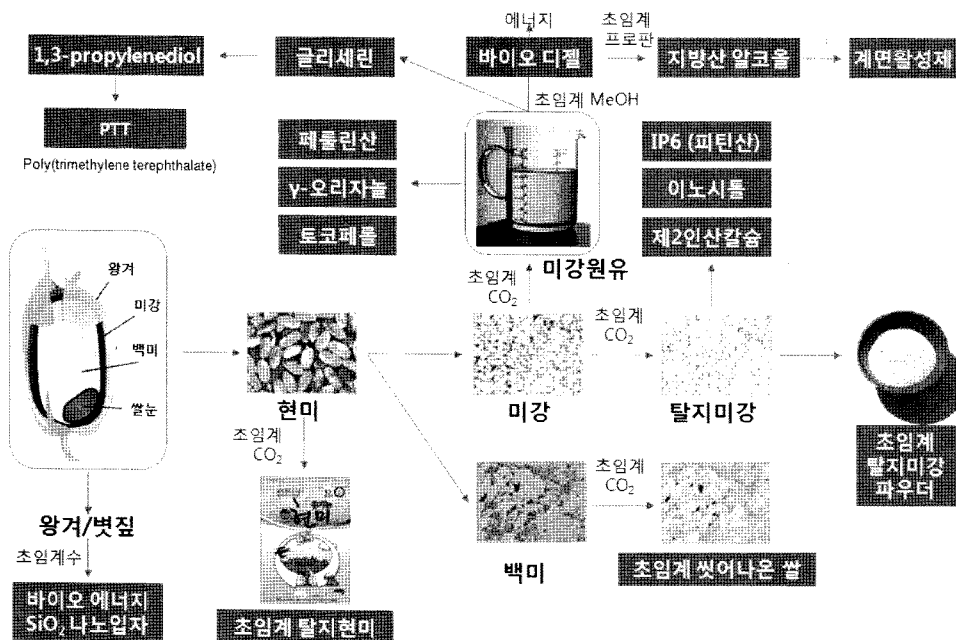 에너지
초임계
프로판
1,3-propylenediol
글리세린
바이오 디젤
지방산 알코올
계면활성제
초임계 MeOH
PTT
Poly(trimethylene terephthalate)
페룰린산
γ-오리자놀
토코페롤
IP6 (피틴산)
이노시톨
제2인산칼슘
미강원유
왕겨
미강
백미
쌀눈
초임계
CO₂
초임계
CO₂
현미
미강
탈지미강
초임계
탈지미강
파우더
초임계
CO₂
초임계
CO₂
현미
왕겨/볏짚
초임계수
바이오 에너지
SiO₂ 나노입자
초임계 탈지현미
백미
초임계 씻어나온 쌀